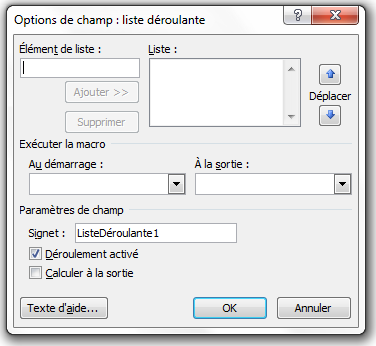 Options de champ : liste déroulante
Élément de liste :
Liste :
Ajouter >>
Supprimer
Déplacer
Exécuter la macro
Au démarrage :
À la sortie :
Paramètres de champ
Signet :
ListeDéroulante1
Déroulement activé
Calculer à la sortie
Texte d'aide...
OK
Annuler